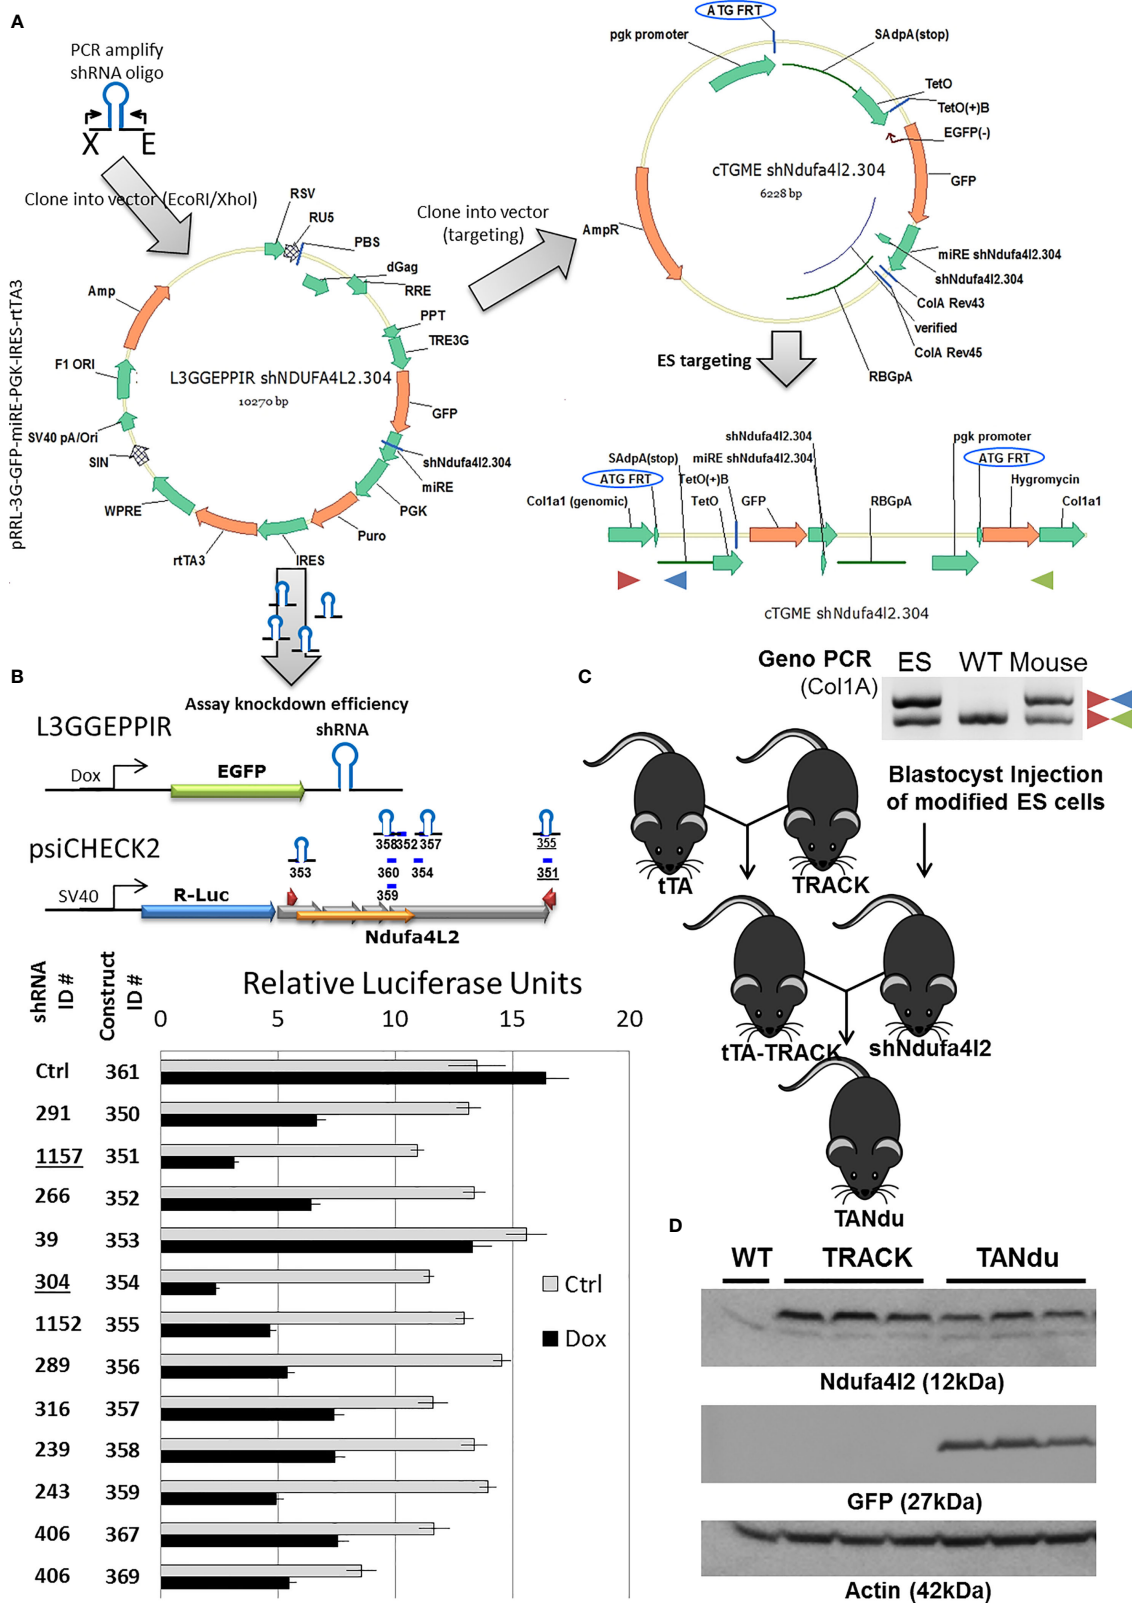 A
PCR amplify
shRNA oligo
X E
Clone into vector (EcoRI/XhoI)
pRRL-3G-GFP-miRE-PGK-IRES-rtTA3
RSV
RU5
PBS
dGag
RRE
PPT
TRE3G
GFP
shNdufa4l2.304
miRE
PGK
Puro
IRES
rtTA3
WPRE
SIN
SV40 pA/Ori
F1 ORI
Amp
L3GGEPPIR shNDUFA4L2.304
10270 bp
Clone into vector
(targeting)
ATG FRT
pgk promoter
SAdpA(stop)
TetO
TetO(+)B
EGFP(-)
GFP
miRE shNdufa4l2.304
shNdufa4l2.304
ColA Rev43
verified
ColA Rev45
RBGpA
AmpR
cTGME shNdufa4l2.304
6228 bp
ES targeting
shNdufa4l2.304
pgk promoter
SAdpA(stop)
miRE shNdufa4l2.304
ATG FRT
ATG FRT
TetO(+)B
Hygromycin
Col1a1 (genomic)
TetO
GFP
RBGpA
Col1a1
cTGME shNdufa4l2.304
B
Assay knockdown efficiency
L3GGEPPIR
shRNA
Dox
EGFP
psiCHECK2
358 352 357 355
353 360 354 351
359
SV40
R-Luc
Ndufa4L2
shRNA ID #
Construct ID #
Relative Luciferase Units
0 5 10 15 20
Ctrl 361
291 350
1157 351
266 352
39 353
304 354
1152 355
289 356
316 357
239 358
243 359
406 367
406 369
Ctrl
Dox
C
Geno PCR
(Col1A)
ES WT Mouse
Blastocyst Injection
of modified ES cells
tTA
TRACK
tTA-TRACK
shNdufa4l2
TANdu
D
WT TRACK TANdu
Ndufa4l2 (12kDa)
GFP (27kDa)
Actin (42kDa)